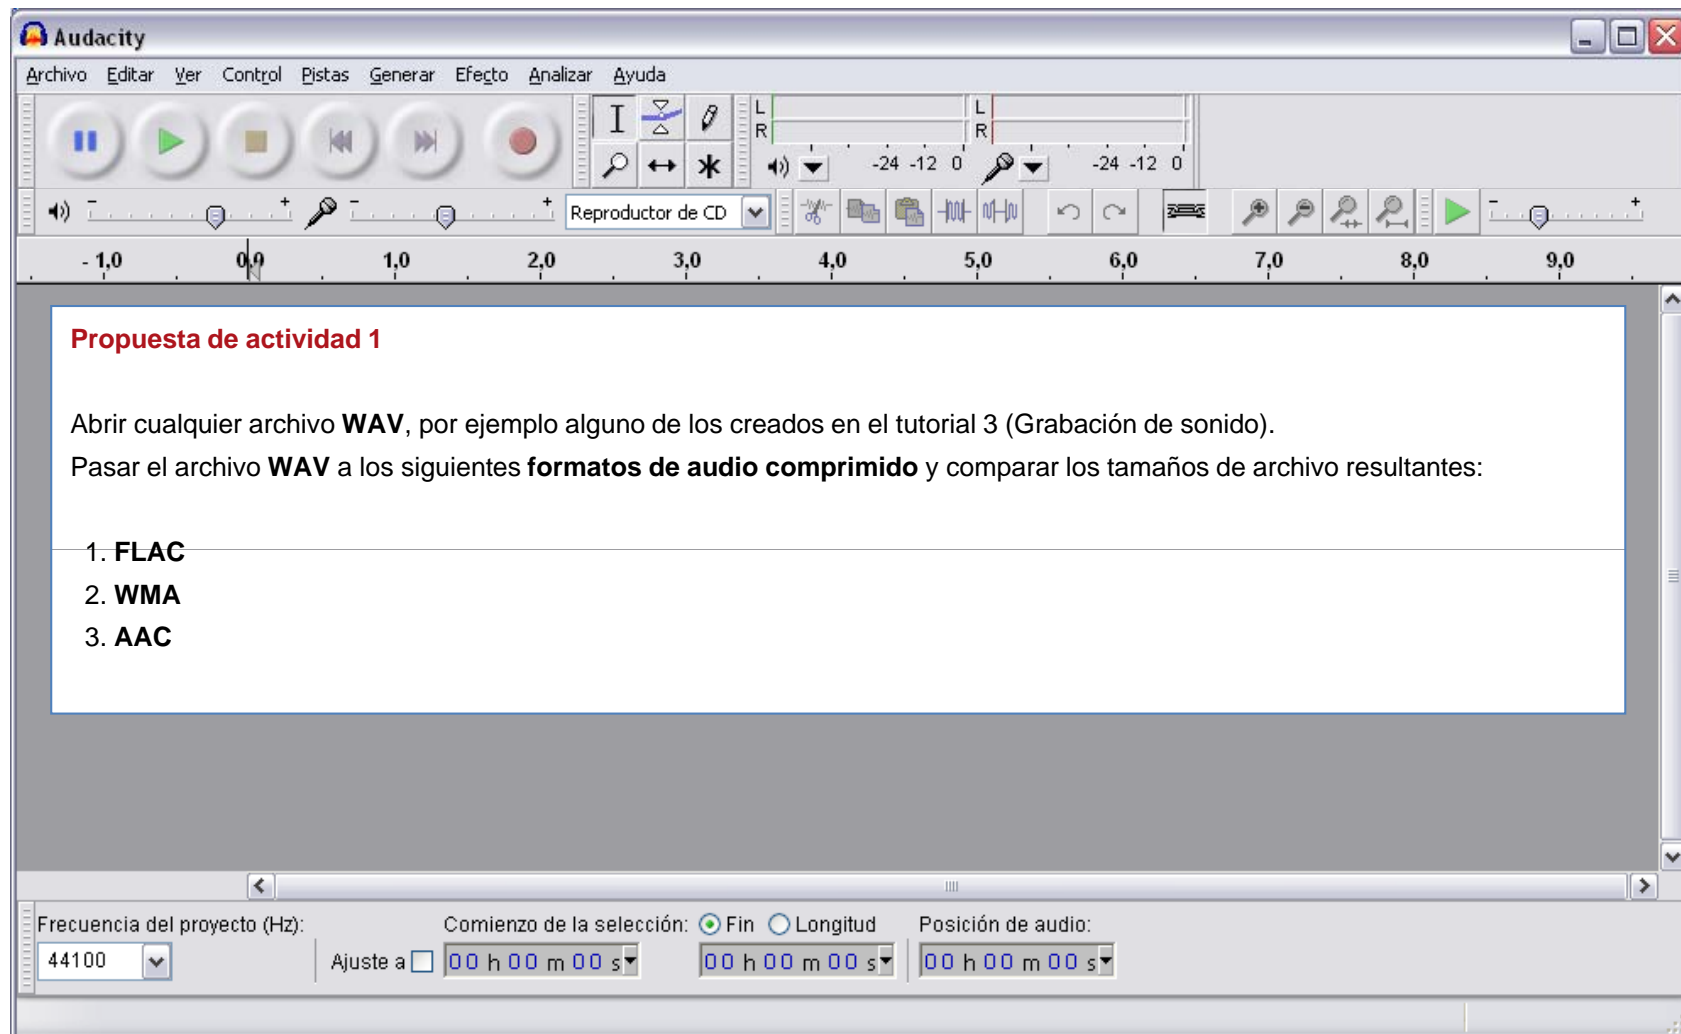 Audacity
Archivo Editar Ver Control Pistas Generar Efecto Analizar Ayuda
L
R
-24 -12 0
L
R
-24 -12 0
- + - + Reproductor de CD - +
- 1,0 0,0 1,0 2,0 3,0 4,0 5,0 6,0 7,0 8,0 9,0
Propuesta de actividad 1
Abrir cualquier archivo WAV, por ejemplo alguno de los creados en el tutorial 3 (Grabación de sonido).
Pasar el archivo WAV a los siguientes formatos de audio comprimido y comparar los tamaños de archivo resultantes:
1. FLAC
2. WMA
3. AAC
Frecuencia del proyecto (Hz): Comienzo de la selección: Fin Longitud Posición de audio:
44100 Ajuste a 00 h 00 m 00 s 00 h 00 m 00 s 00 h 00 m 00 s